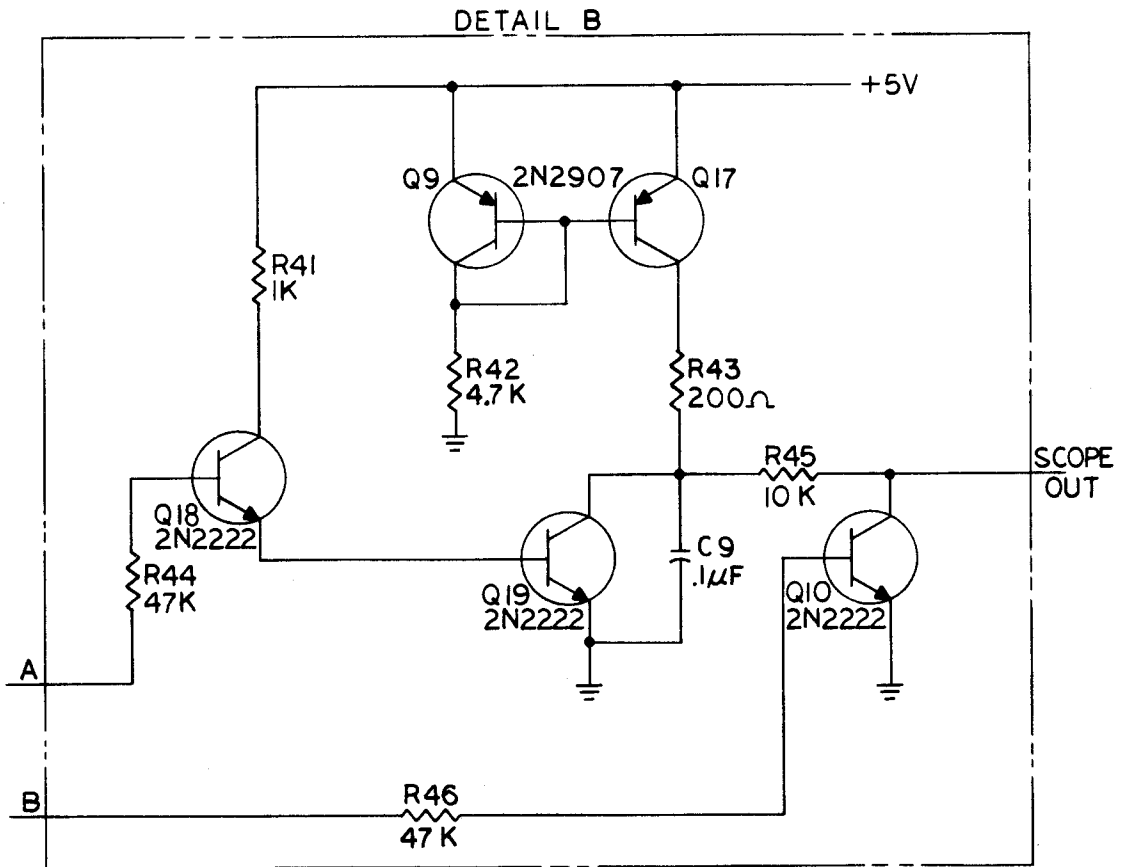 DETAIL B
+5V
Q9
2N2907
Q17
R41
1K
R42
4.7K
R43
200Ω
R45
10K
SCOPE
OUT
Q18
2N2222
R44
47K
Q19
2N2222
C9
.1µF
Q10
2N2222
A
B
R46
47K